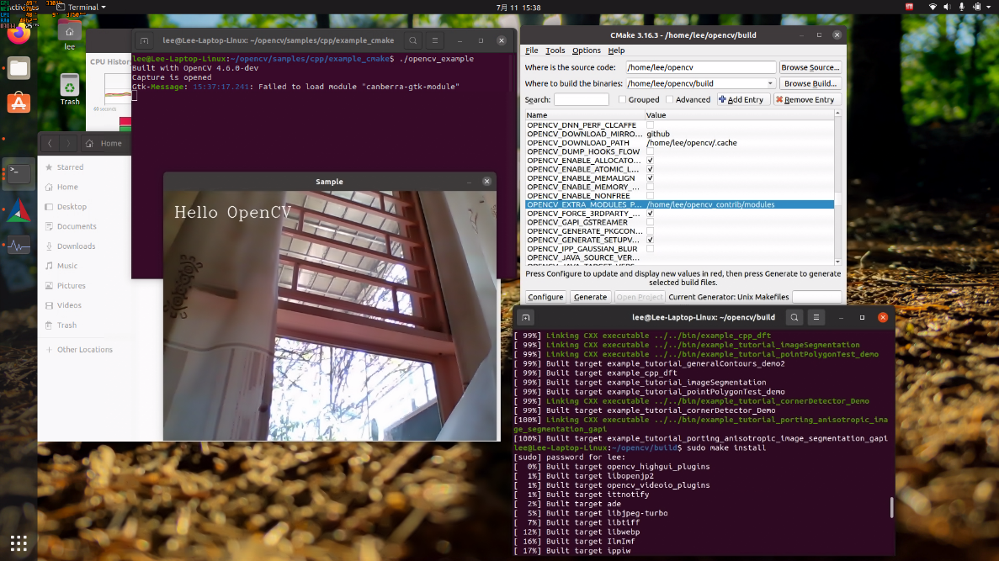 Terminal
7月 11 15:38
lee
Trash
CPU History
60 seconds
lee@Lee-Laptop-Linux: ~/opencv/samples/cpp/example_cmake
lee@Lee-Laptop-Linux:~/opencv/samples/cpp/example_cmake$ ./opencv_example
Built with OpenCV 4.6.0-dev
Capture is opened
Gtk-Message: 15:37:17.241: Failed to load module "canberra-gtk-module"
Home
Starred
Home
Desktop
Documents
Downloads
Music
Pictures
Videos
Trash
Other Locations
Sample
Hello OpenCV
CMake 3.16.3 - /home/lee/opencv/build
File Tools Options Help
Where is the source code: /home/lee/opencv Browse Source...
Where to build the binaries: /home/lee/opencv/build Browse Build...
Search: Grouped Advanced Add Entry Remove Entry
Name Value
OPENCV_DNN_PERF_CLCAFFE
OPENCV_DOWNLOAD_MIRRO... github
OPENCV_DOWNLOAD_PATH /home/lee/opencv/.cache
OPENCV_DUMP_HOOKS_FLOW
OPENCV_ENABLE_ALLOCATO...
OPENCV_ENABLE_ATOMIC_L...
OPENCV_ENABLE_MEMALIGN
OPENCV_ENABLE_MEMORY_...
OPENCV_ENABLE_NONFREE
OPENCV_EXTRA_MODULES_P... /home/lee/opencv_contrib/modules
OPENCV_FORCE_3RDPARTY_...
OPENCV_GAPI_GSTREAMER
OPENCV_GENERATE_PKGCON...
OPENCV_GENERATE_SETUPV...
OPENCV_IPP_GAUSSIAN_BLUR
OPENCV_JAVA_SOURCE_VER...
OPENCV_JAVA_TARGET_VERS...
Press Configure to update and display new values in red, then press Generate to generate
selected build files.
Configure Generate Open Project Current Generator: Unix Makefiles
lee@Lee-Laptop-Linux: ~/opencv/build
[ 99%] Linking CXX executable ../../bin/example_cpp_dft
[ 99%] Linking CXX executable ../../bin/example_tutorial_imageSegmentation
[ 99%] Linking CXX executable ../../bin/example_tutorial_pointPolygonTest_demo
[ 99%] Built target example_tutorial_generalContours_demo2
[ 99%] Built target example_cpp_dft
[ 99%] Built target example_tutorial_imageSegmentation
[ 99%] Built target example_tutorial_pointPolygonTest_demo
[ 99%] Linking CXX executable ../../bin/example_tutorial_cornerDetector_Demo
[ 99%] Built target example_tutorial_cornerDetector_Demo
[100%] Linking CXX executable ../../bin/example_tutorial_porting_anisotropic_ima
ge_segmentation_gapi
[100%] Built target example_tutorial_porting_anisotropic_image_segmentation_gapi
lee@Lee-Laptop-Linux:~/opencv/build$ sudo make install
[sudo] password for lee:
[ 0%] Built target opencv_highgui_plugins
[ 1%] Built target libopenjp2
[ 1%] Built target opencv_videoio_plugins
[ 1%] Built target ittnotify
[ 2%] Built target ade
[ 5%] Built target libjpeg-turbo
[ 7%] Built target libtiff
[ 12%] Built target libwebp
[ 16%] Built target IlmImf
[ 17%] Built target ippiw